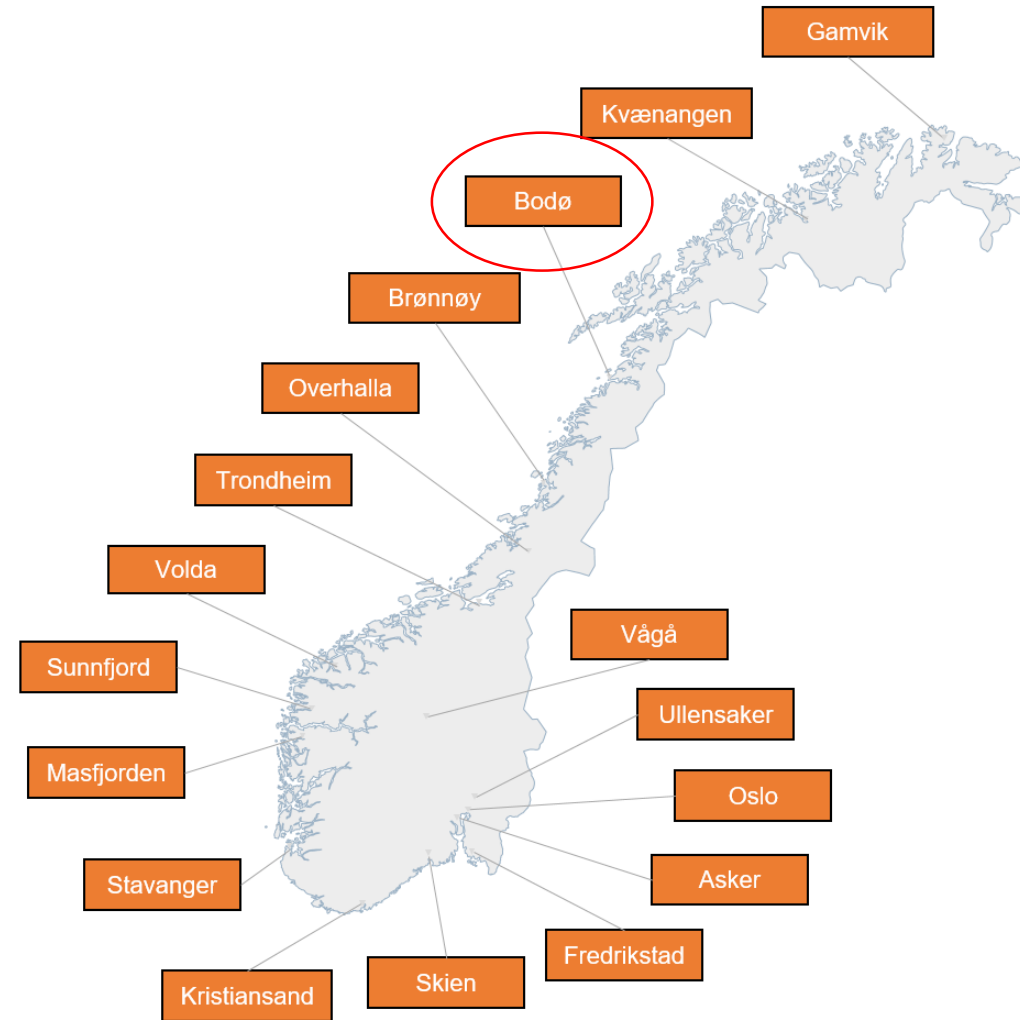 Gamvik
Kvænangen
Bodø
Brønnøy
Overhalla
Trondheim
Volda
Vågå
Sunnfjord
Ullensaker
Masfjorden
Oslo
Stavanger
Asker
Fredrikstad
Skien
Kristiansand